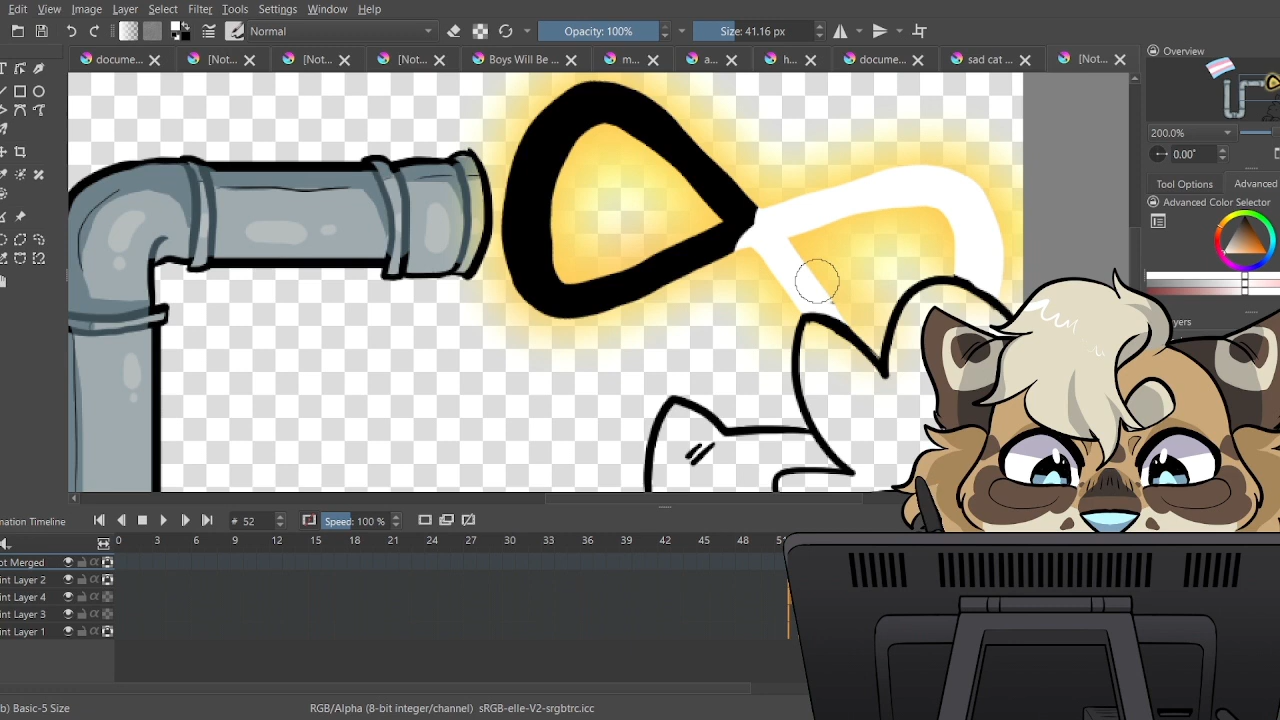 Edit View Image Layer Select Filter Tools Settings Window Help
Normal Opacity: 100% Size: 41.16 px
docume... [Not... [Not... [Not... Boys Will Be ... m... a... h... docume... sad cat ... [Not...
Overview
200.0%
0.00°
Tool Options Advanced
Advanced Color Selector
yers
# 52 Speed: 100 %
mation Timeline
0 3 6 9 12 15 18 21 24 27 30 33 36 39 42 45 48 51
ot Merged
int Layer 2
int Layer 4
int Layer 3
int Layer 1
b) Basic-5 Size RGB/Alpha (8-bit integer/channel) sRGB-elle-V2-srgbtrc.icc